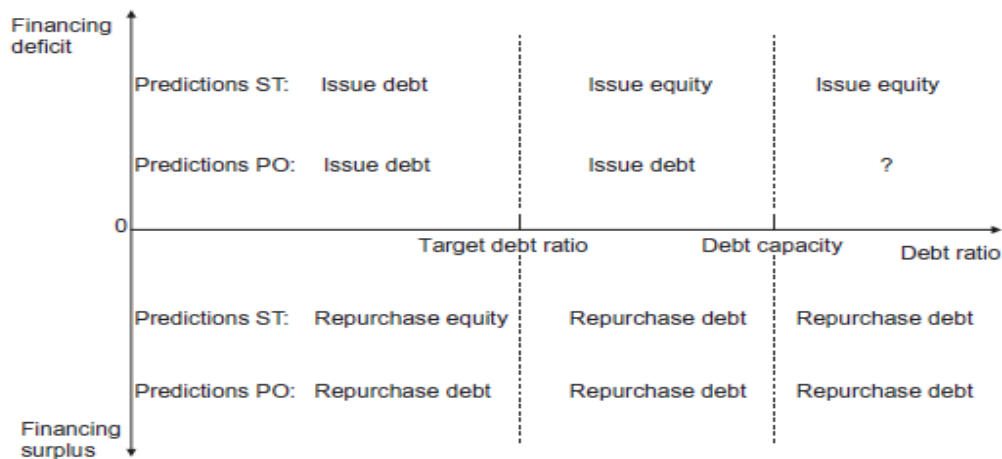 Financing
deficit
Predictions ST: Issue debt Issue equity Issue equity
Predictions PO: Issue debt Issue debt ?
0
Target debt ratio Debt capacity Debt ratio
Predictions ST: Repurchase equity Repurchase debt Repurchase debt
Predictions PO: Repurchase debt Repurchase debt Repurchase debt
Financing
surplus